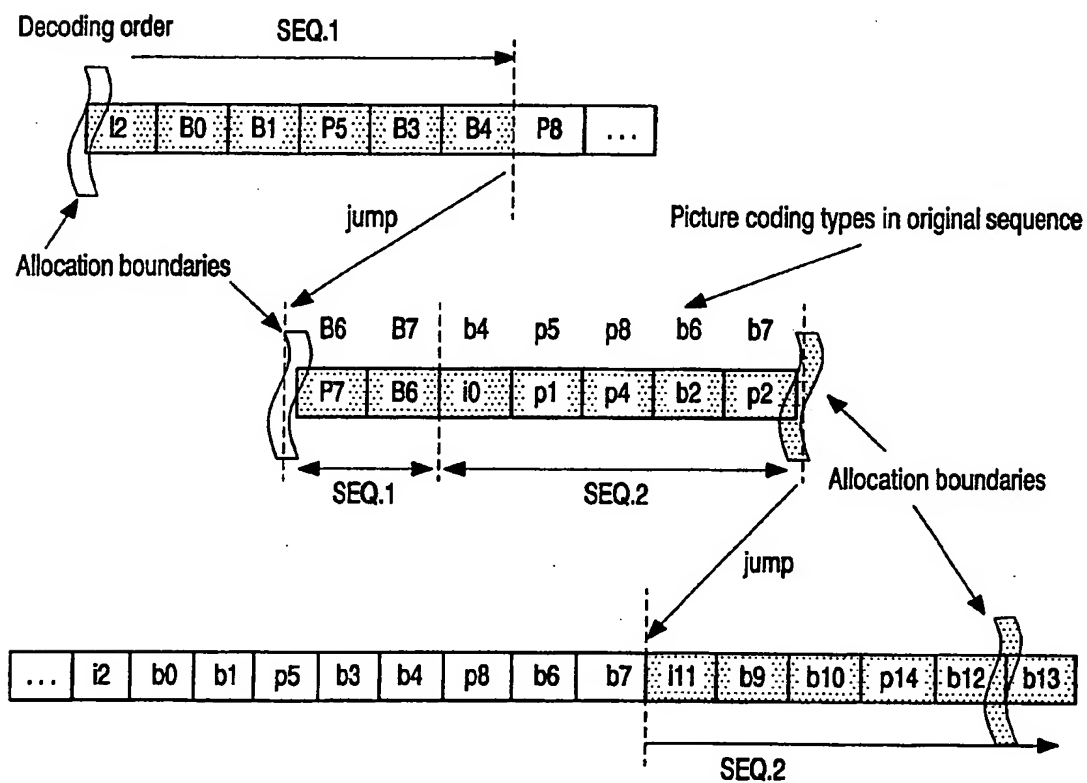 Decoding order
SEQ.1
I2 B0 B1 P5 B3 B4 P8 ...
jump
Picture coding types in original sequence
Allocation boundaries
B6 B7 b4 p5 p8 b6 b7
P7 B6 i0 p1 p4 b2 p2
SEQ.1
SEQ.2
Allocation boundaries
jump
... i2 b0 b1 p5 b3 b4 p8 b6 b7 i11 b9 b10 p14 b12 b13
SEQ.2